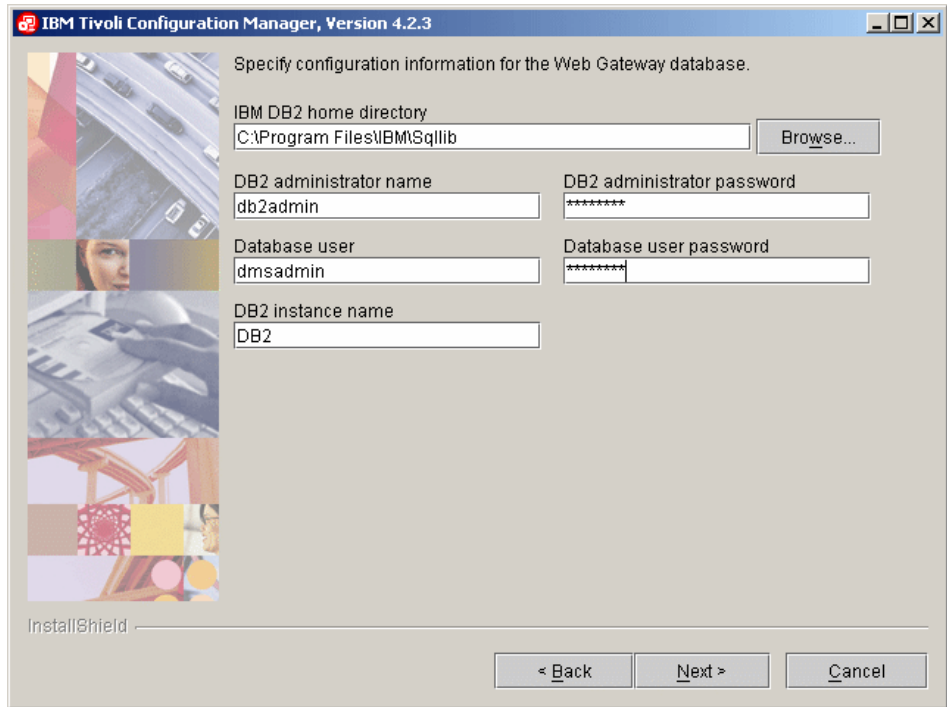 IBM Tivoli Configuration Manager, Version 4.2.3
Specify configuration information for the Web Gateway database.
IBM DB2 home directory
C:\Program Files\IBM\Sqllib
Browse...
DB2 administrator name
DB2 administrator password
db2admin
********
Database user
Database user password
dmsadmin
********
DB2 instance name
DB2
InstallShield
< Back
Next >
Cancel